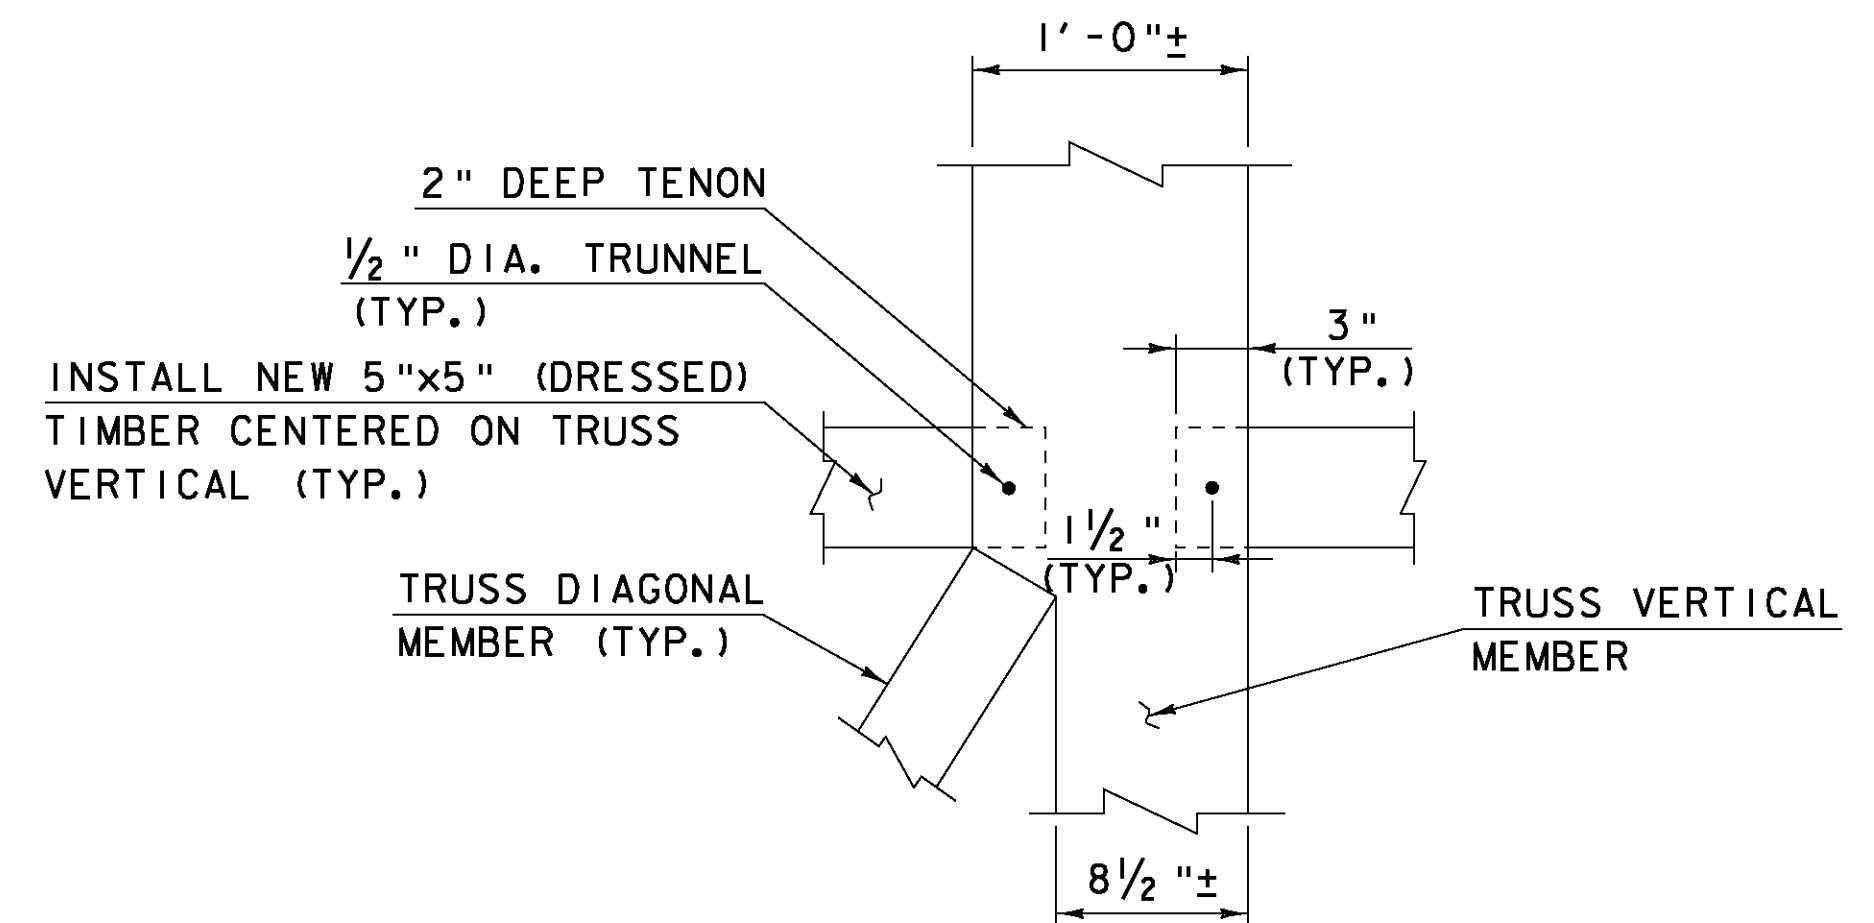 1'-0"±
2" DEEP TENON
½" DIA. TRUNNEL
(TYP.)
3"
(TYP.)
INSTALL NEW 5"x5" (DRESSED)
TIMBER CENTERED ON TRUSS
VERTICAL (TYP.)
1½"
(TYP.)
TRUSS DIAGONAL
MEMBER (TYP.)
TRUSS VERTICAL
MEMBER
8½"±